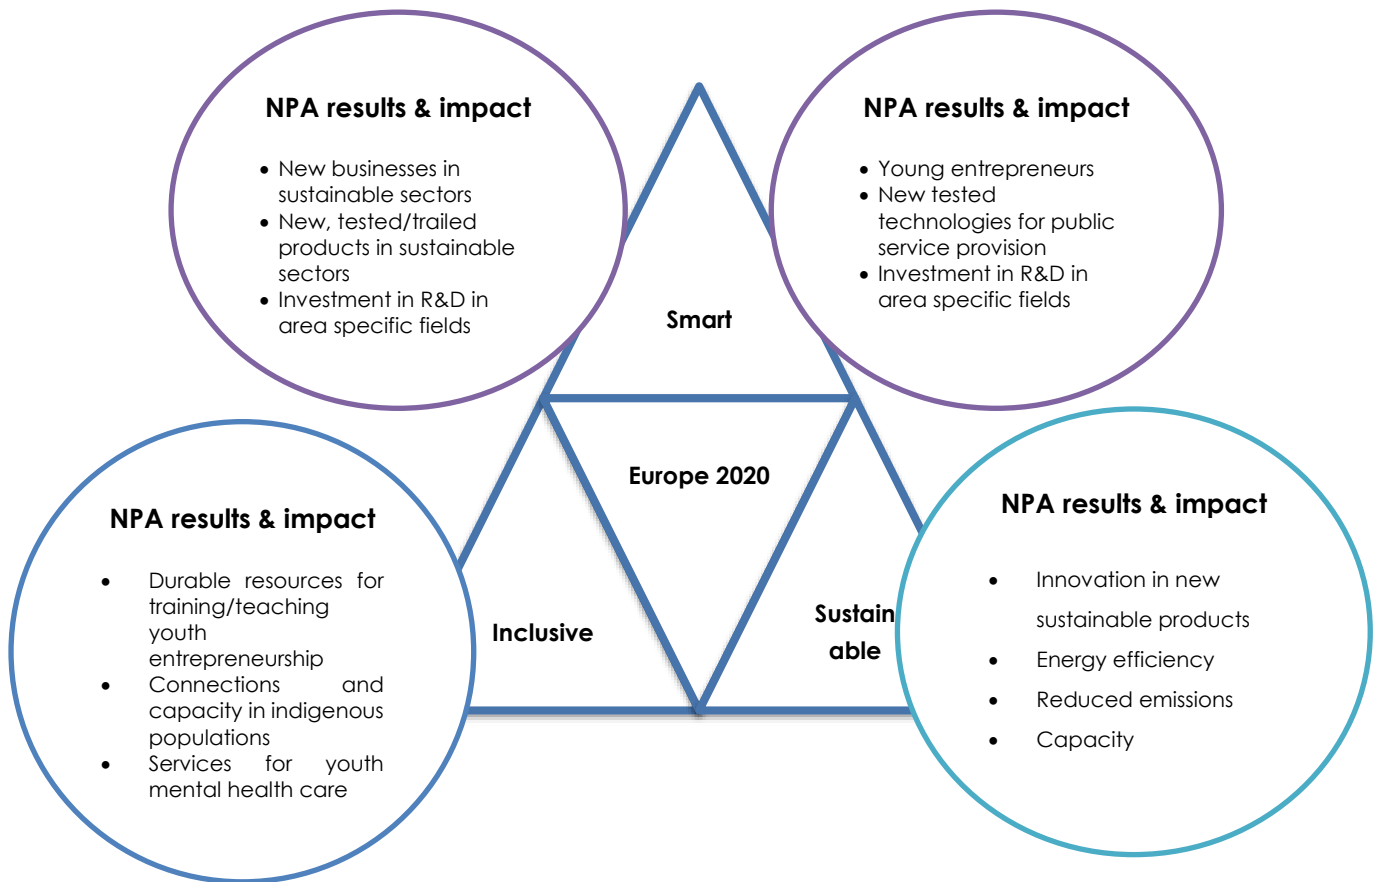 NPA results & impact
• New businesses in
sustainable sectors
• New, tested/trailed
products in sustainable
sectors
• Investment in R&D in
area specific fields
NPA results & impact
• Young entrepreneurs
• New tested
technologies for public
service provision
• Investment in R&D in
area specific fields
Smart
Europe 2020
Inclusive
Sustain
able
NPA results & impact
• Durable resources for
training/teaching
youth
entrepreneurship
• Connections and
capacity in indigenous
populations
• Services for youth
mental health care
NPA results & impact
• Innovation in new
sustainable products
• Energy efficiency
• Reduced emissions
• Capacity